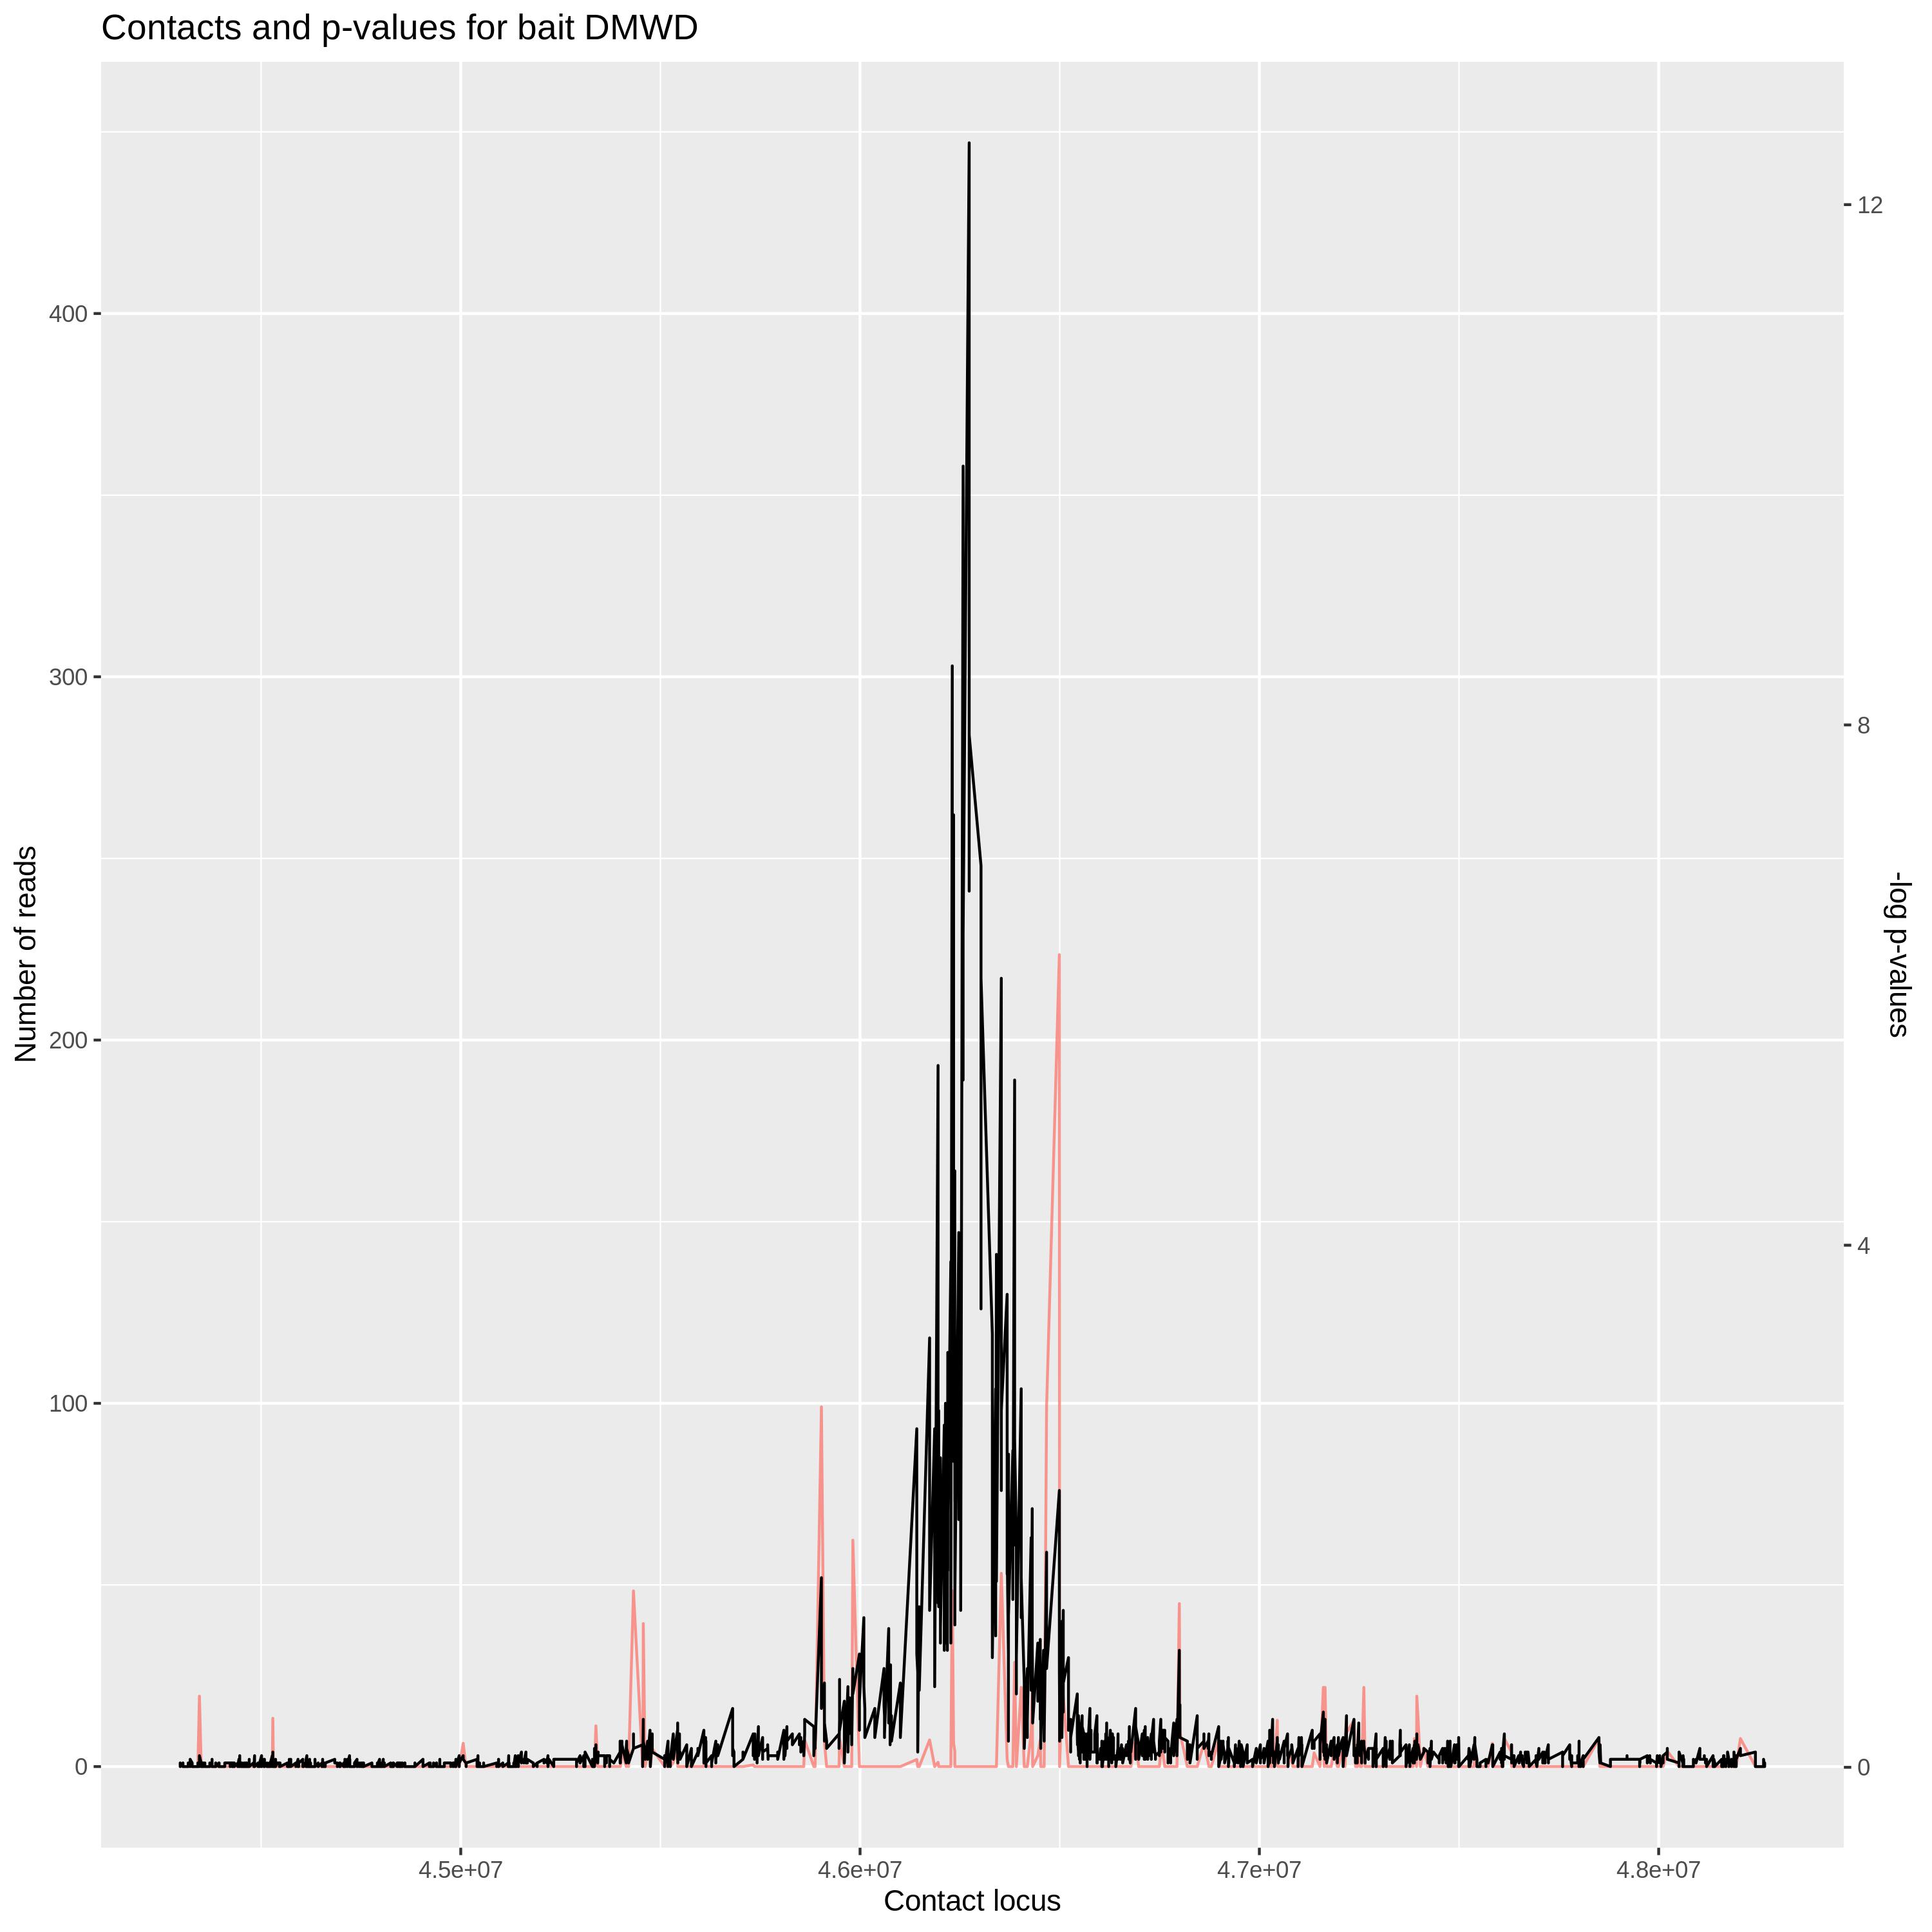 Contacts and p-values for bait DMWD
400
300
200
100
0
Number of reads
12
8
4
0
-log p-values
4.5e+07 4.6e+07 4.7e+07 4.8e+07
Contact locus